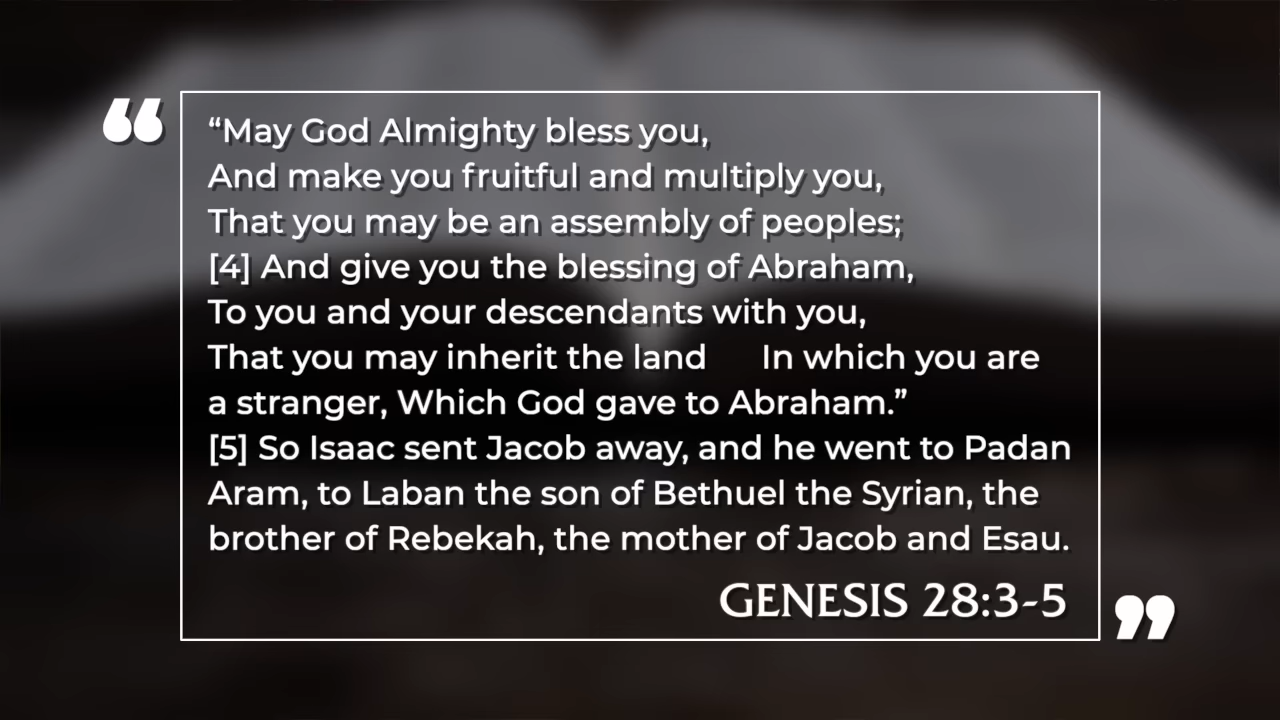 “May God Almighty bless you,
And make you fruitful and multiply you,
That you may be an assembly of peoples;
[4] And give you the blessing of Abraham,
To you and your descendants with you,
That you may inherit the land      In which you are
a stranger, Which God gave to Abraham.”
[5] So Isaac sent Jacob away, and he went to Padan
Aram, to Laban the son of Bethuel the Syrian, the
brother of Rebekah, the mother of Jacob and Esau.
GENESIS 28:3-5